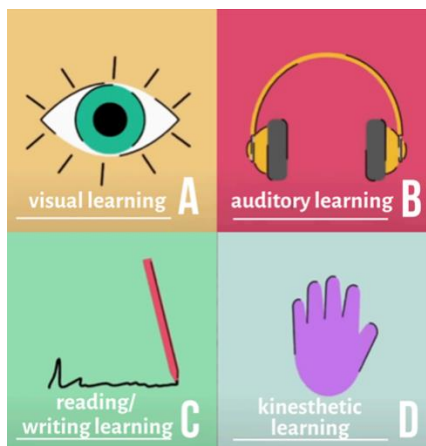 visual learning A
auditory learning B
reading/
writing learning C
kinesthetic
learning D